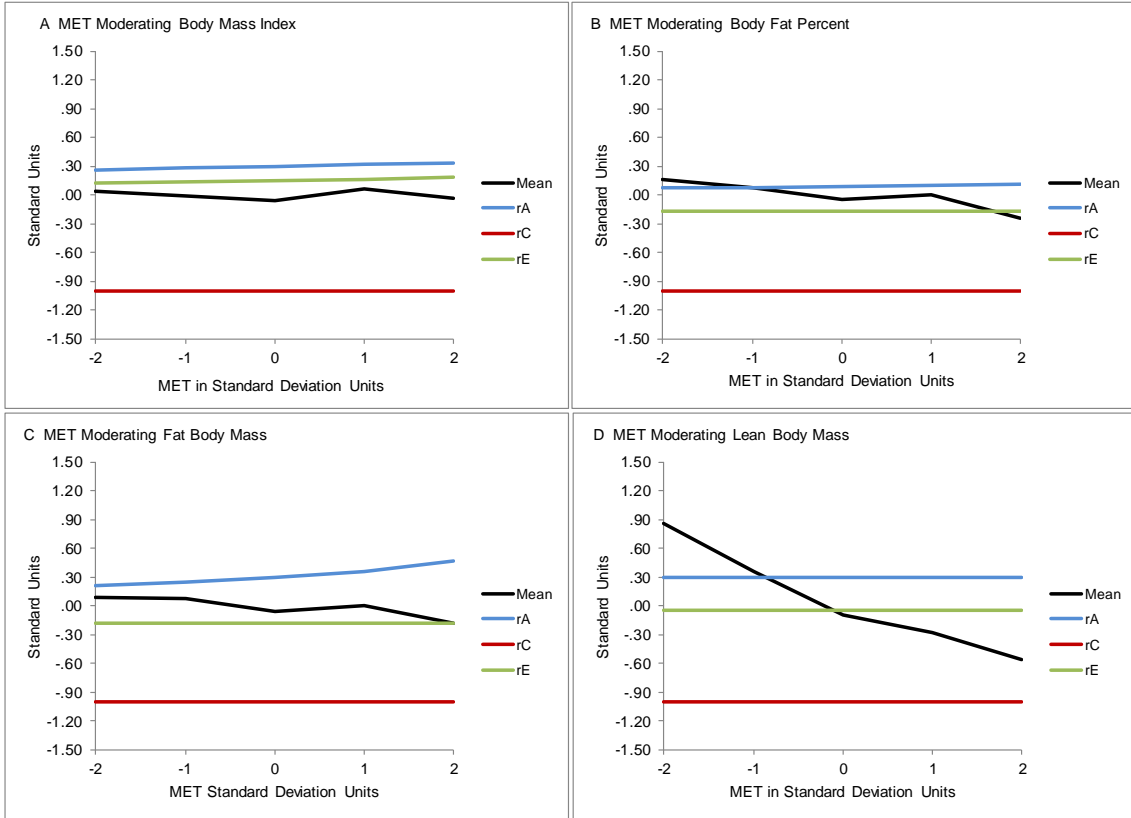 A MET Moderating Body Mass Index
1.50
1.20
.90
.60
.30
.00
-.30
-.60
-.90
-1.20
-1.50
Standard Units
-2 -1 0 1 2
MET in Standard Deviation Units
Mean
rA
rC
rE
B MET Moderating Body Fat Percent
1.50
1.20
.90
.60
.30
.00
-.30
-.60
-.90
-1.20
-1.50
Standard Units
-2 -1 0 1 2
MET in Standard Deviation Units
Mean
rA
rC
rE
C MET Moderating Fat Body Mass
1.50
1.20
.90
.60
.30
.00
-.30
-.60
-.90
-1.20
-1.50
Standard Units
-2 -1 0 1 2
MET Standard Deviation Units
Mean
rA
rC
rE
D MET Moderating Lean Body Mass
1.50
1.20
.90
.60
.30
.00
-.30
-.60
-.90
-1.20
-1.50
Standard Units
-2 -1 0 1 2
MET in Standard Deviation Units
Mean
rA
rC
rE